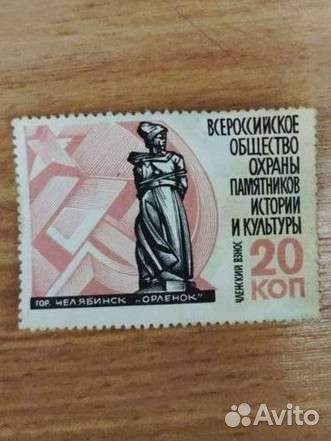 ВСЕРОССИЙСКОЕ
ОБЩЕСТВО
ОХРАНЫ
ПАМЯТНИКОВ
ИСТОРИИ
И КУЛЬТУРЫ
ЧЛЕНСКИЙ ВЗНОС
20
КОП
ГОР. ЧЕЛЯБИНСК „ОРЛЕНОК"
Avito